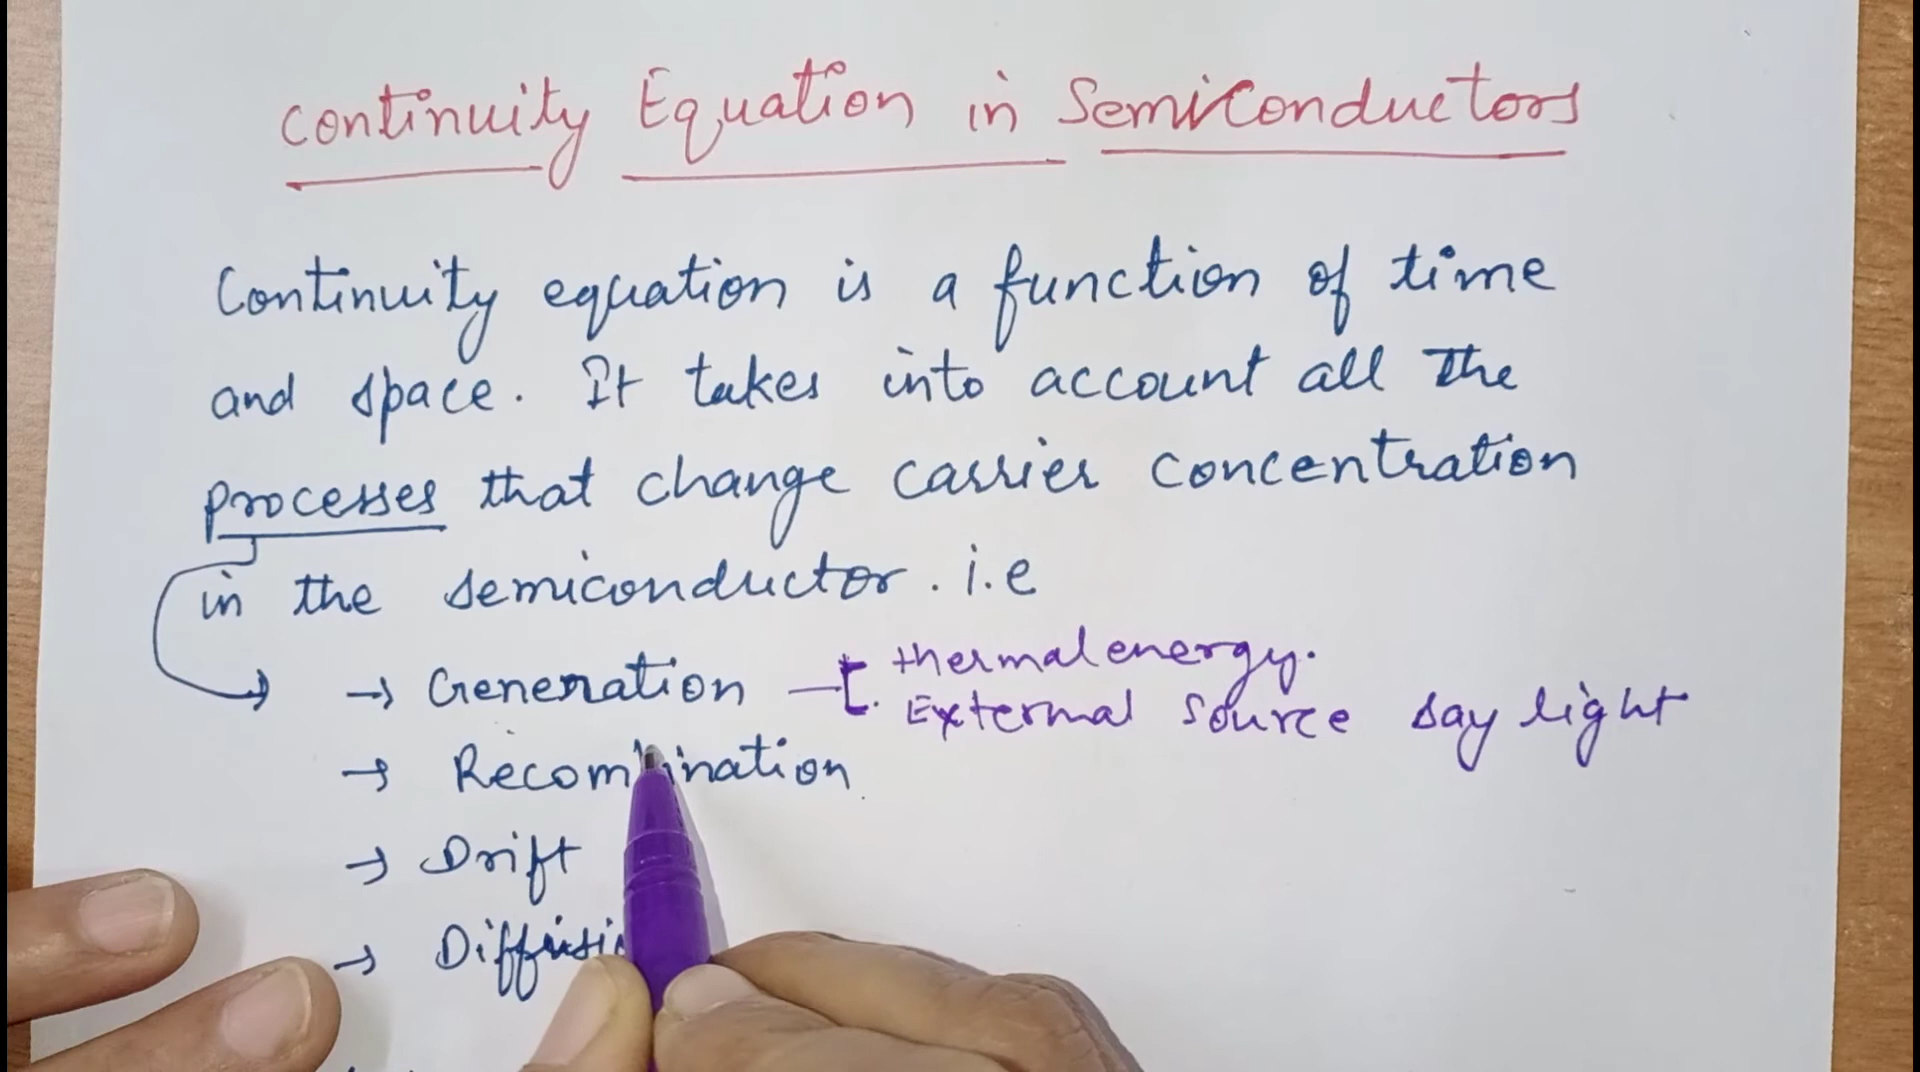 Continuity Equation in Semiconductors
Continuity equation is a function of time
and space. It takes into account all the
processes that change carrier concentration
in the semiconductor. i.e
→ Generation — [ thermal energy.
External source say light
→ Recombination
→ Drift
→